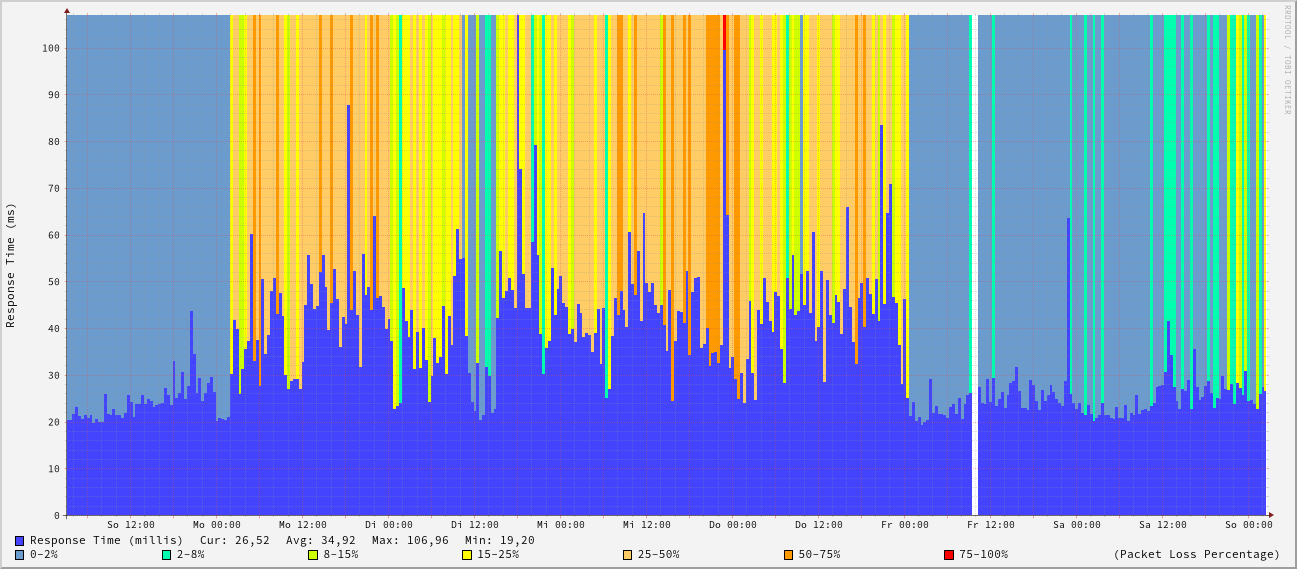 RRDTOOL / TOBI OETIKER
Response Time (ms)
100
90
80
70
60
50
40
30
20
10
0
So 12:00 Mo 00:00 Mo 12:00 Di 00:00 Di 12:00 Mi 00:00 Mi 12:00 Do 00:00 Do 12:00 Fr 00:00 Fr 12:00 Sa 00:00 Sa 12:00 So 00:00
Response Time (millis) Cur: 26,52 Avg: 34,92 Max: 106,96 Min: 19,20
0-2% 2-8% 8-15% 15-25% 25-50% 50-75% 75-100% (Packet Loss Percentage)